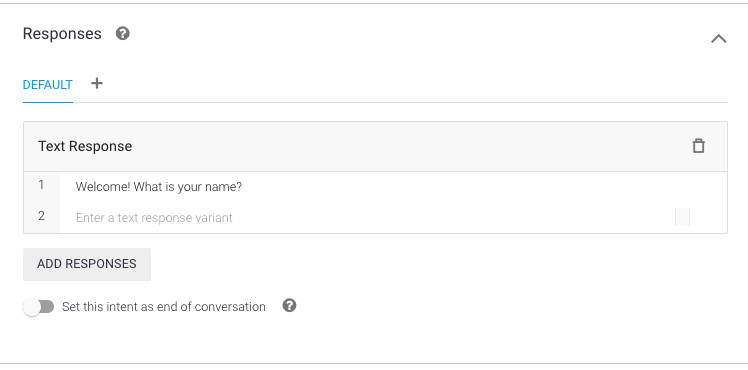 Responses ?
DEFAULT +
Text Response
1 Welcome! What is your name?
2 Enter a text response variant
ADD RESPONSES
Set this intent as end of conversation ?